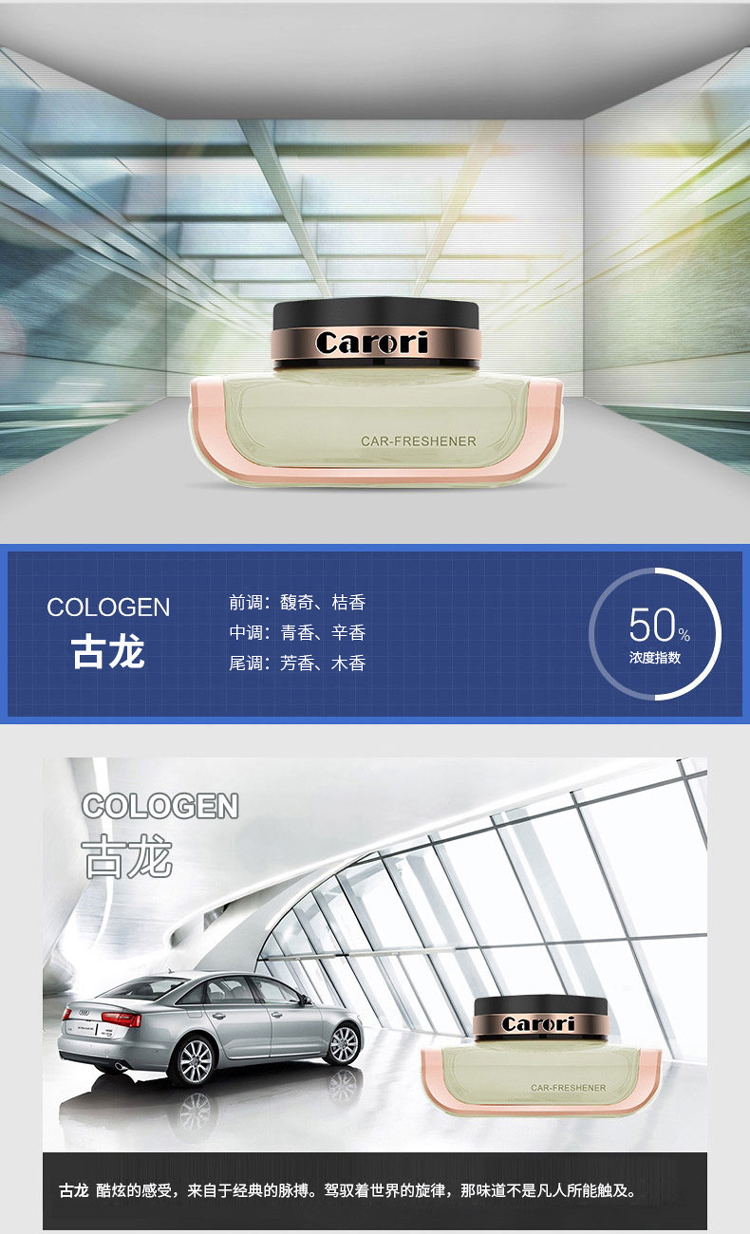 Carori
CAR-FRESHENER
COLOGEN
古龙
前调：馥奇、桔香
中调：青香、辛香
尾调：芳香、木香
50%
浓度指数
COLOGEN
古龙
Carori
CAR-FRESHENER
古龙 酷炫的感受，来自于经典的脉搏。驾驭着世界的旋律，那味道不是凡人所能触及。